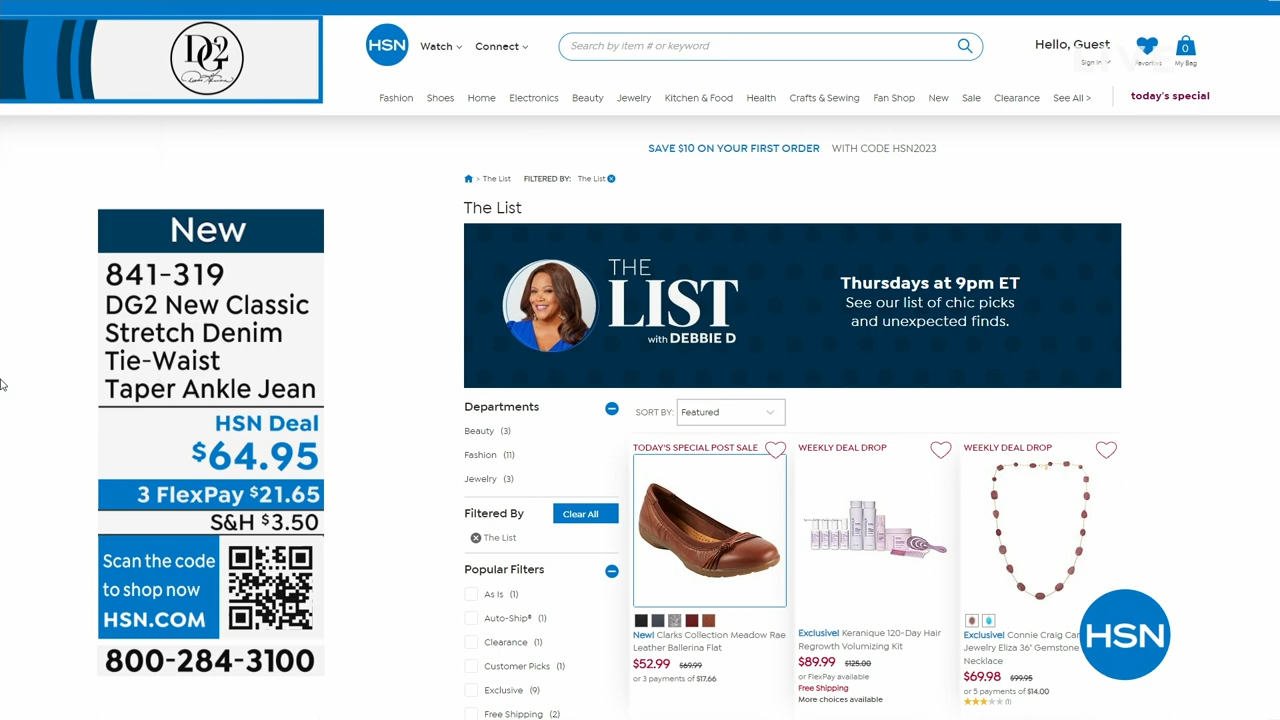 DG2
HSN
Watch
Connect
Search by item # or keyword
Hello, Guest
Sign In
Favorites
0
My Bag
Fashion Shoes Home Electronics Beauty Jewelry Kitchen & Food Health Crafts & Sewing Fan Shop New Sale Clearance See All > today's special
SAVE $10 ON YOUR FIRST ORDER WITH CODE HSN2023
> The List FILTERED BY: The List
The List
THE
LIST
with DEBBIE D
Thursdays at 9pm ET
See our list of chic picks
and unexpected finds.
New
841-319
DG2 New Classic
Stretch Denim
Tie-Waist
Taper Ankle Jean
HSN Deal
$64.95
3 FlexPay $21.65
S&H $3.50
Scan the code
to shop now
HSN.COM
800-284-3100
Departments
Beauty (3)
Fashion (11)
Jewelry (3)
Filtered By
Clear All
The List
Popular Filters
As Is (1)
Auto-Ship® (1)
Clearance (1)
Customer Picks (1)
Exclusive (9)
Free Shipping (2)
SORT BY: Featured
TODAY'S SPECIAL POST SALE
New! Clarks Collection Meadow Rae
Leather Ballerina Flat
$52.99 $69.99
or 3 payments of $17.66
WEEKLY DEAL DROP
Exclusive! Keranique 120-Day Hair
Regrowth Volumizing Kit
$89.99 $125.00
or FlexPay available
Free Shipping
More choices available
WEEKLY DEAL DROP
Exclusive! Connie Craig Car
Jewelry Eliza 36" Gemstone
Necklace
$69.98 $99.95
or 5 payments of $14.00
(1)
HSN